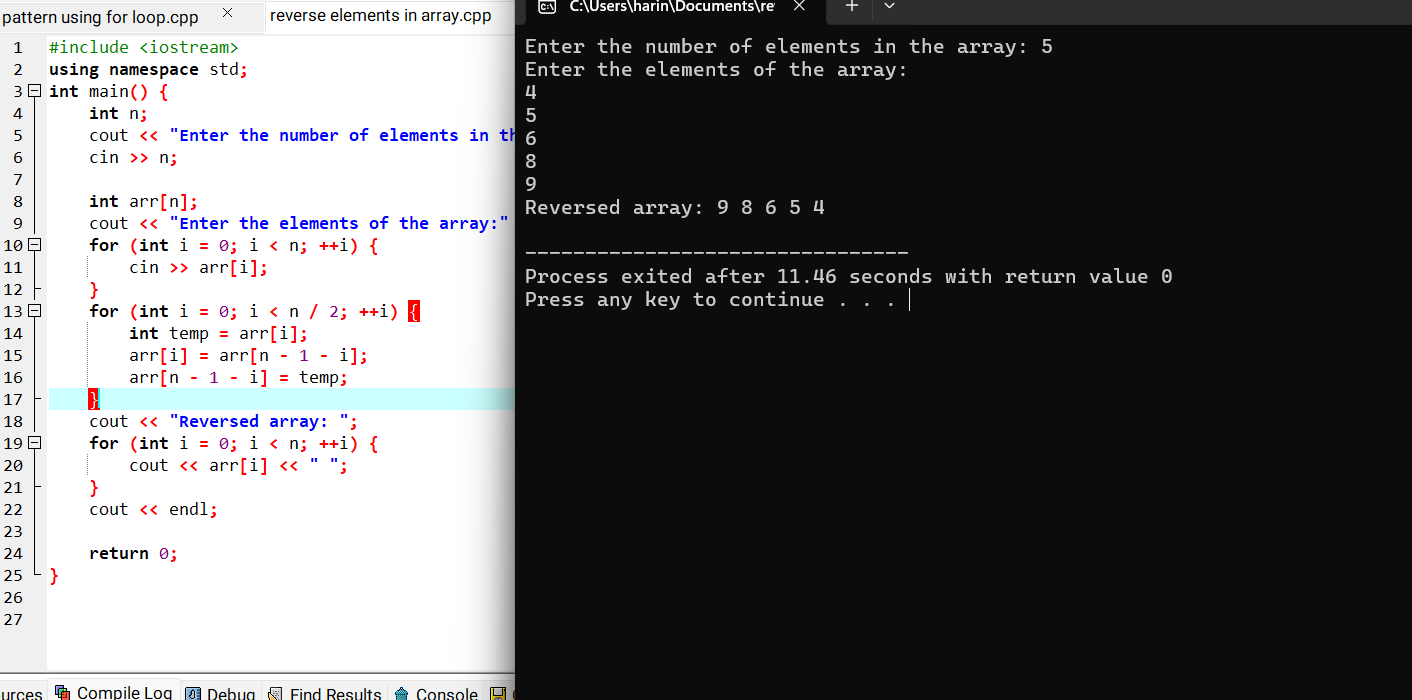 pattern using for loop.cpp
reverse elements in array.cpp
1 #include <iostream>
2 using namespace std;
3 int main() {
4 int n;
5 cout << "Enter the number of elements in th
6 cin >> n;
7
8 int arr[n];
9 cout << "Enter the elements of the array:"
10 for (int i = 0; i < n; ++i) {
11 cin >> arr[i];
12 }
13 for (int i = 0; i < n / 2; ++i) {
14 int temp = arr[i];
15 arr[i] = arr[n - 1 - i];
16 arr[n - 1 - i] = temp;
17 }
18 cout << "Reversed array: ";
19 for (int i = 0; i < n; ++i) {
20 cout << arr[i] << " ";
21 }
22 cout << endl;
23
24 return 0;
25 }
26
27
urces Compile Log Debug Find Results Console
C:\Users\harin\Documents\re
Enter the number of elements in the array: 5
Enter the elements of the array:
4
5
6
8
9
Reversed array: 9 8 6 5 4
--------------------------------
Process exited after 11.46 seconds with return value 0
Press any key to continue . . .